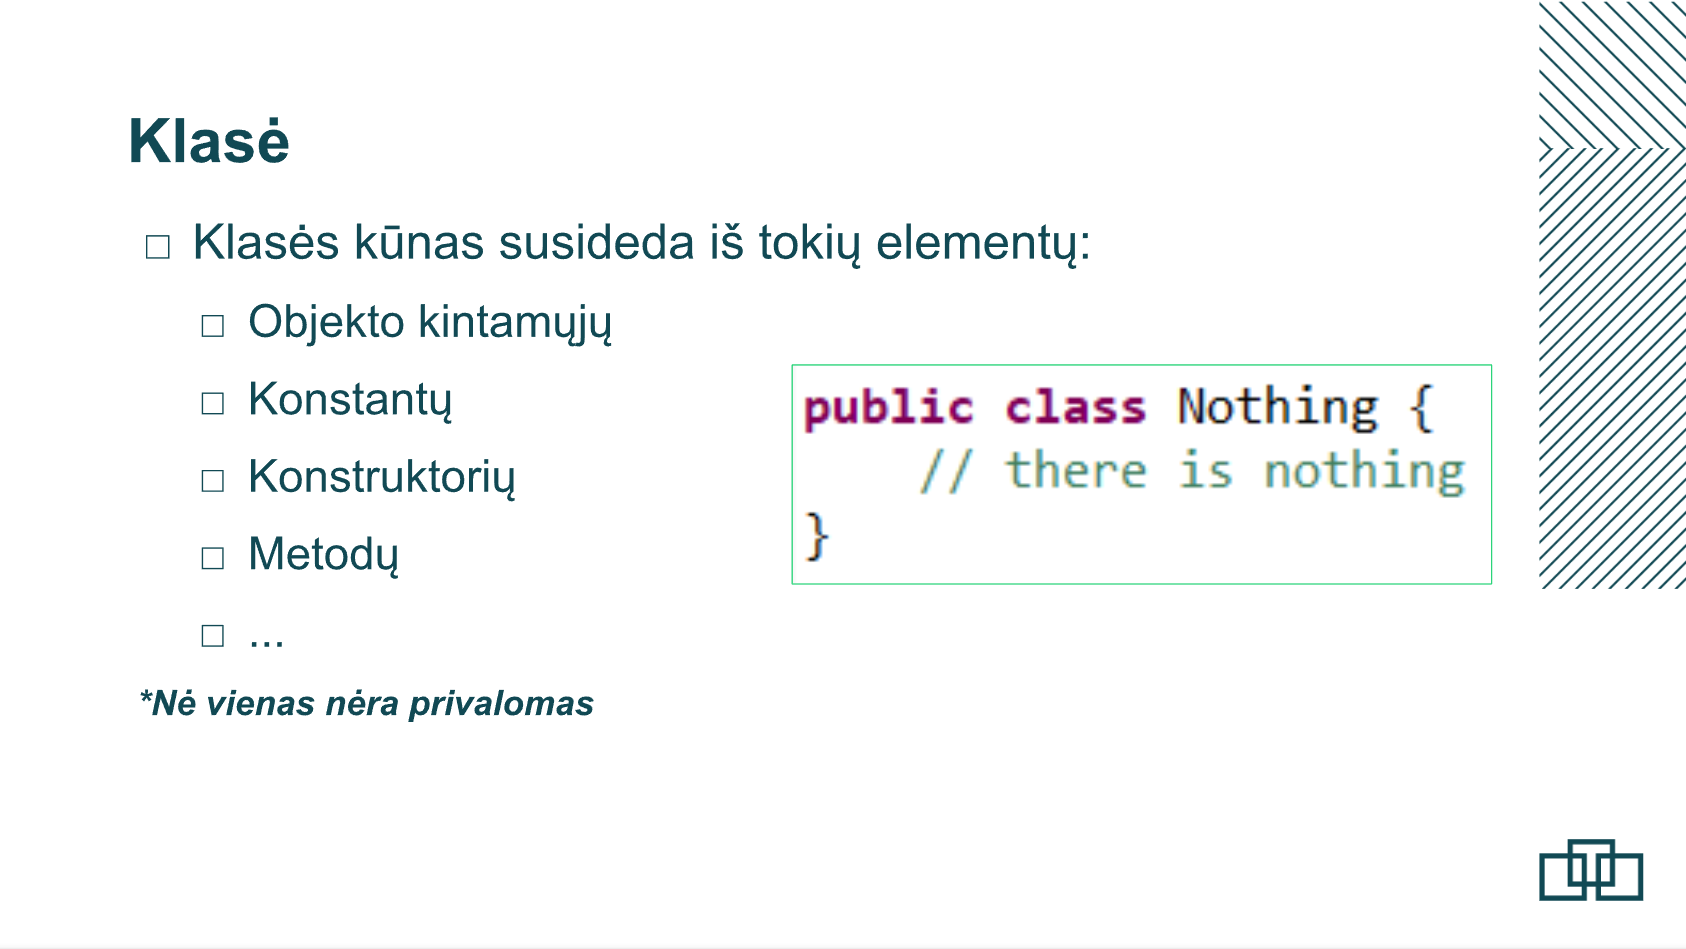 Klasė
Klasės kūnas susideda iš tokių elementų:
Objekto kintamųjų
Konstantų
Konstruktorių
Metodų
...
*Nė vienas nėra privalomas
public class Nothing {
    // there is nothing
}